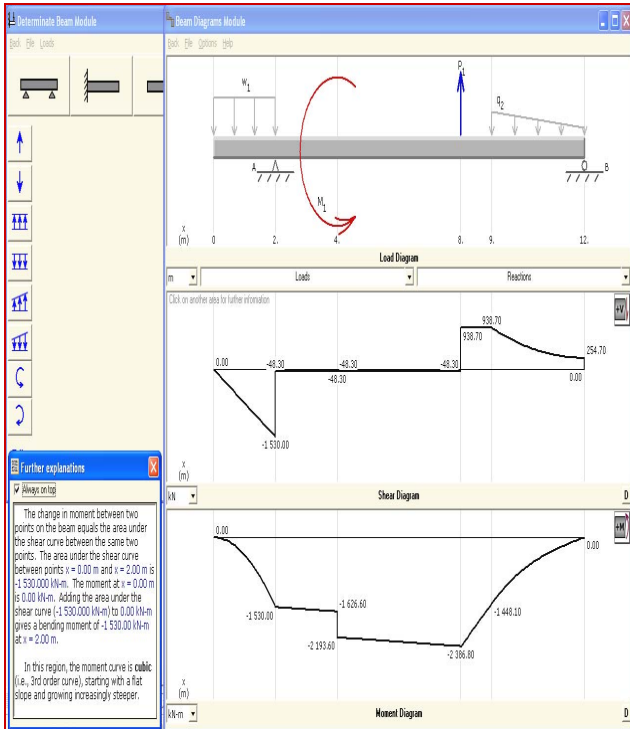 Determinate Beam Module
Back File Loads
Beam Diagrams Module
Back File Options Help
w1
P1
q2
A
B
M1
x
(m)
0 2. 4. 8. 9. 12.
Load Diagram
m Loads Reactions
Click on another area for further information
+V
938.70
938.70
254.70
0.00 -48.30 -48.30 -48.30
-48.30 0.00
-1 530.00
x
(m)
kN Shear Diagram D
+M
0.00
0.00
-1 530.00
-1 626.60
-1 448.10
-2 193.60
-2 386.80
x
(m)
kN-m Moment Diagram D
Further explanations
Always on top
The change in moment between two
points on the beam equals the area under
the shear curve between the same two
points. The area under the shear curve
between points x = 0.00 m and x = 2.00 m is
-1 530.000 kN-m. The moment at x = 0.00 m
is 0.00 kN-m. Adding the area under the
shear curve (-1 530.000 kN-m) to 0.00 kN-m
gives a bending moment of -1 530.00 kN-m
at x = 2.00 m.
In this region, the moment curve is cubic
(i.e., 3rd order curve), starting with a flat
slope and growing increasingly steeper.